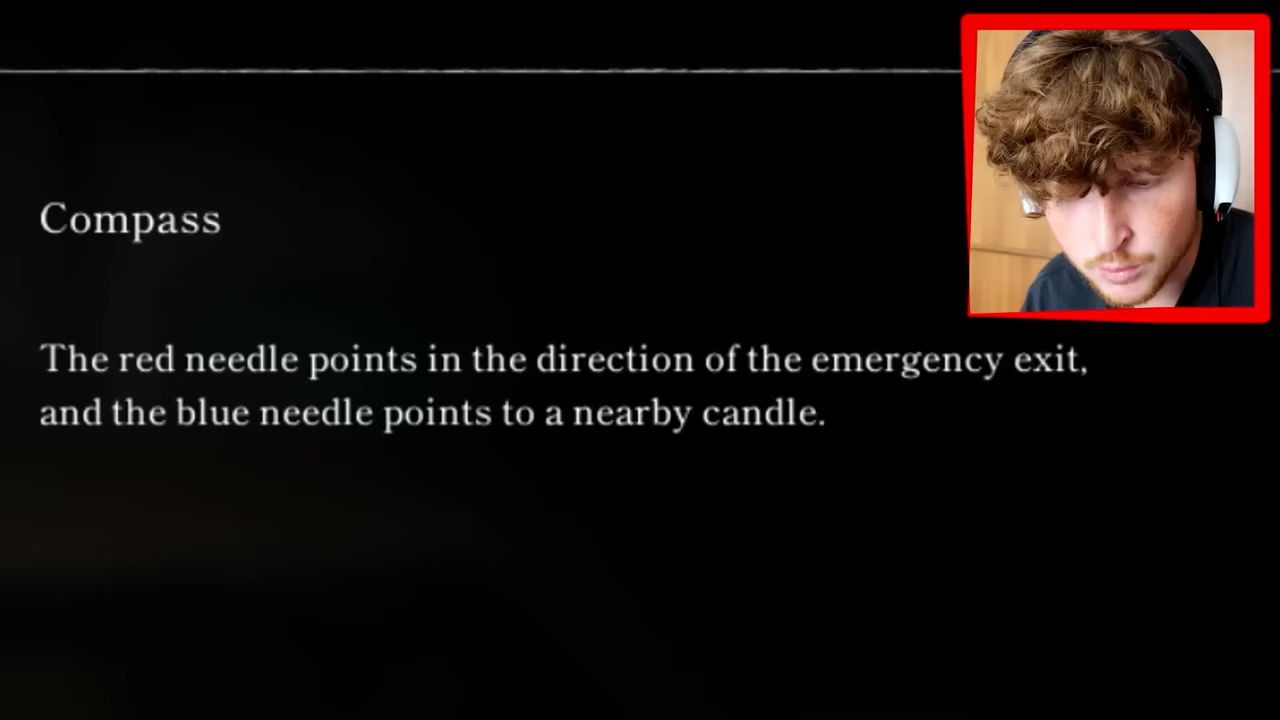 Compass
The red needle points in the direction of the emergency exit,
and the blue needle points to a nearby candle.